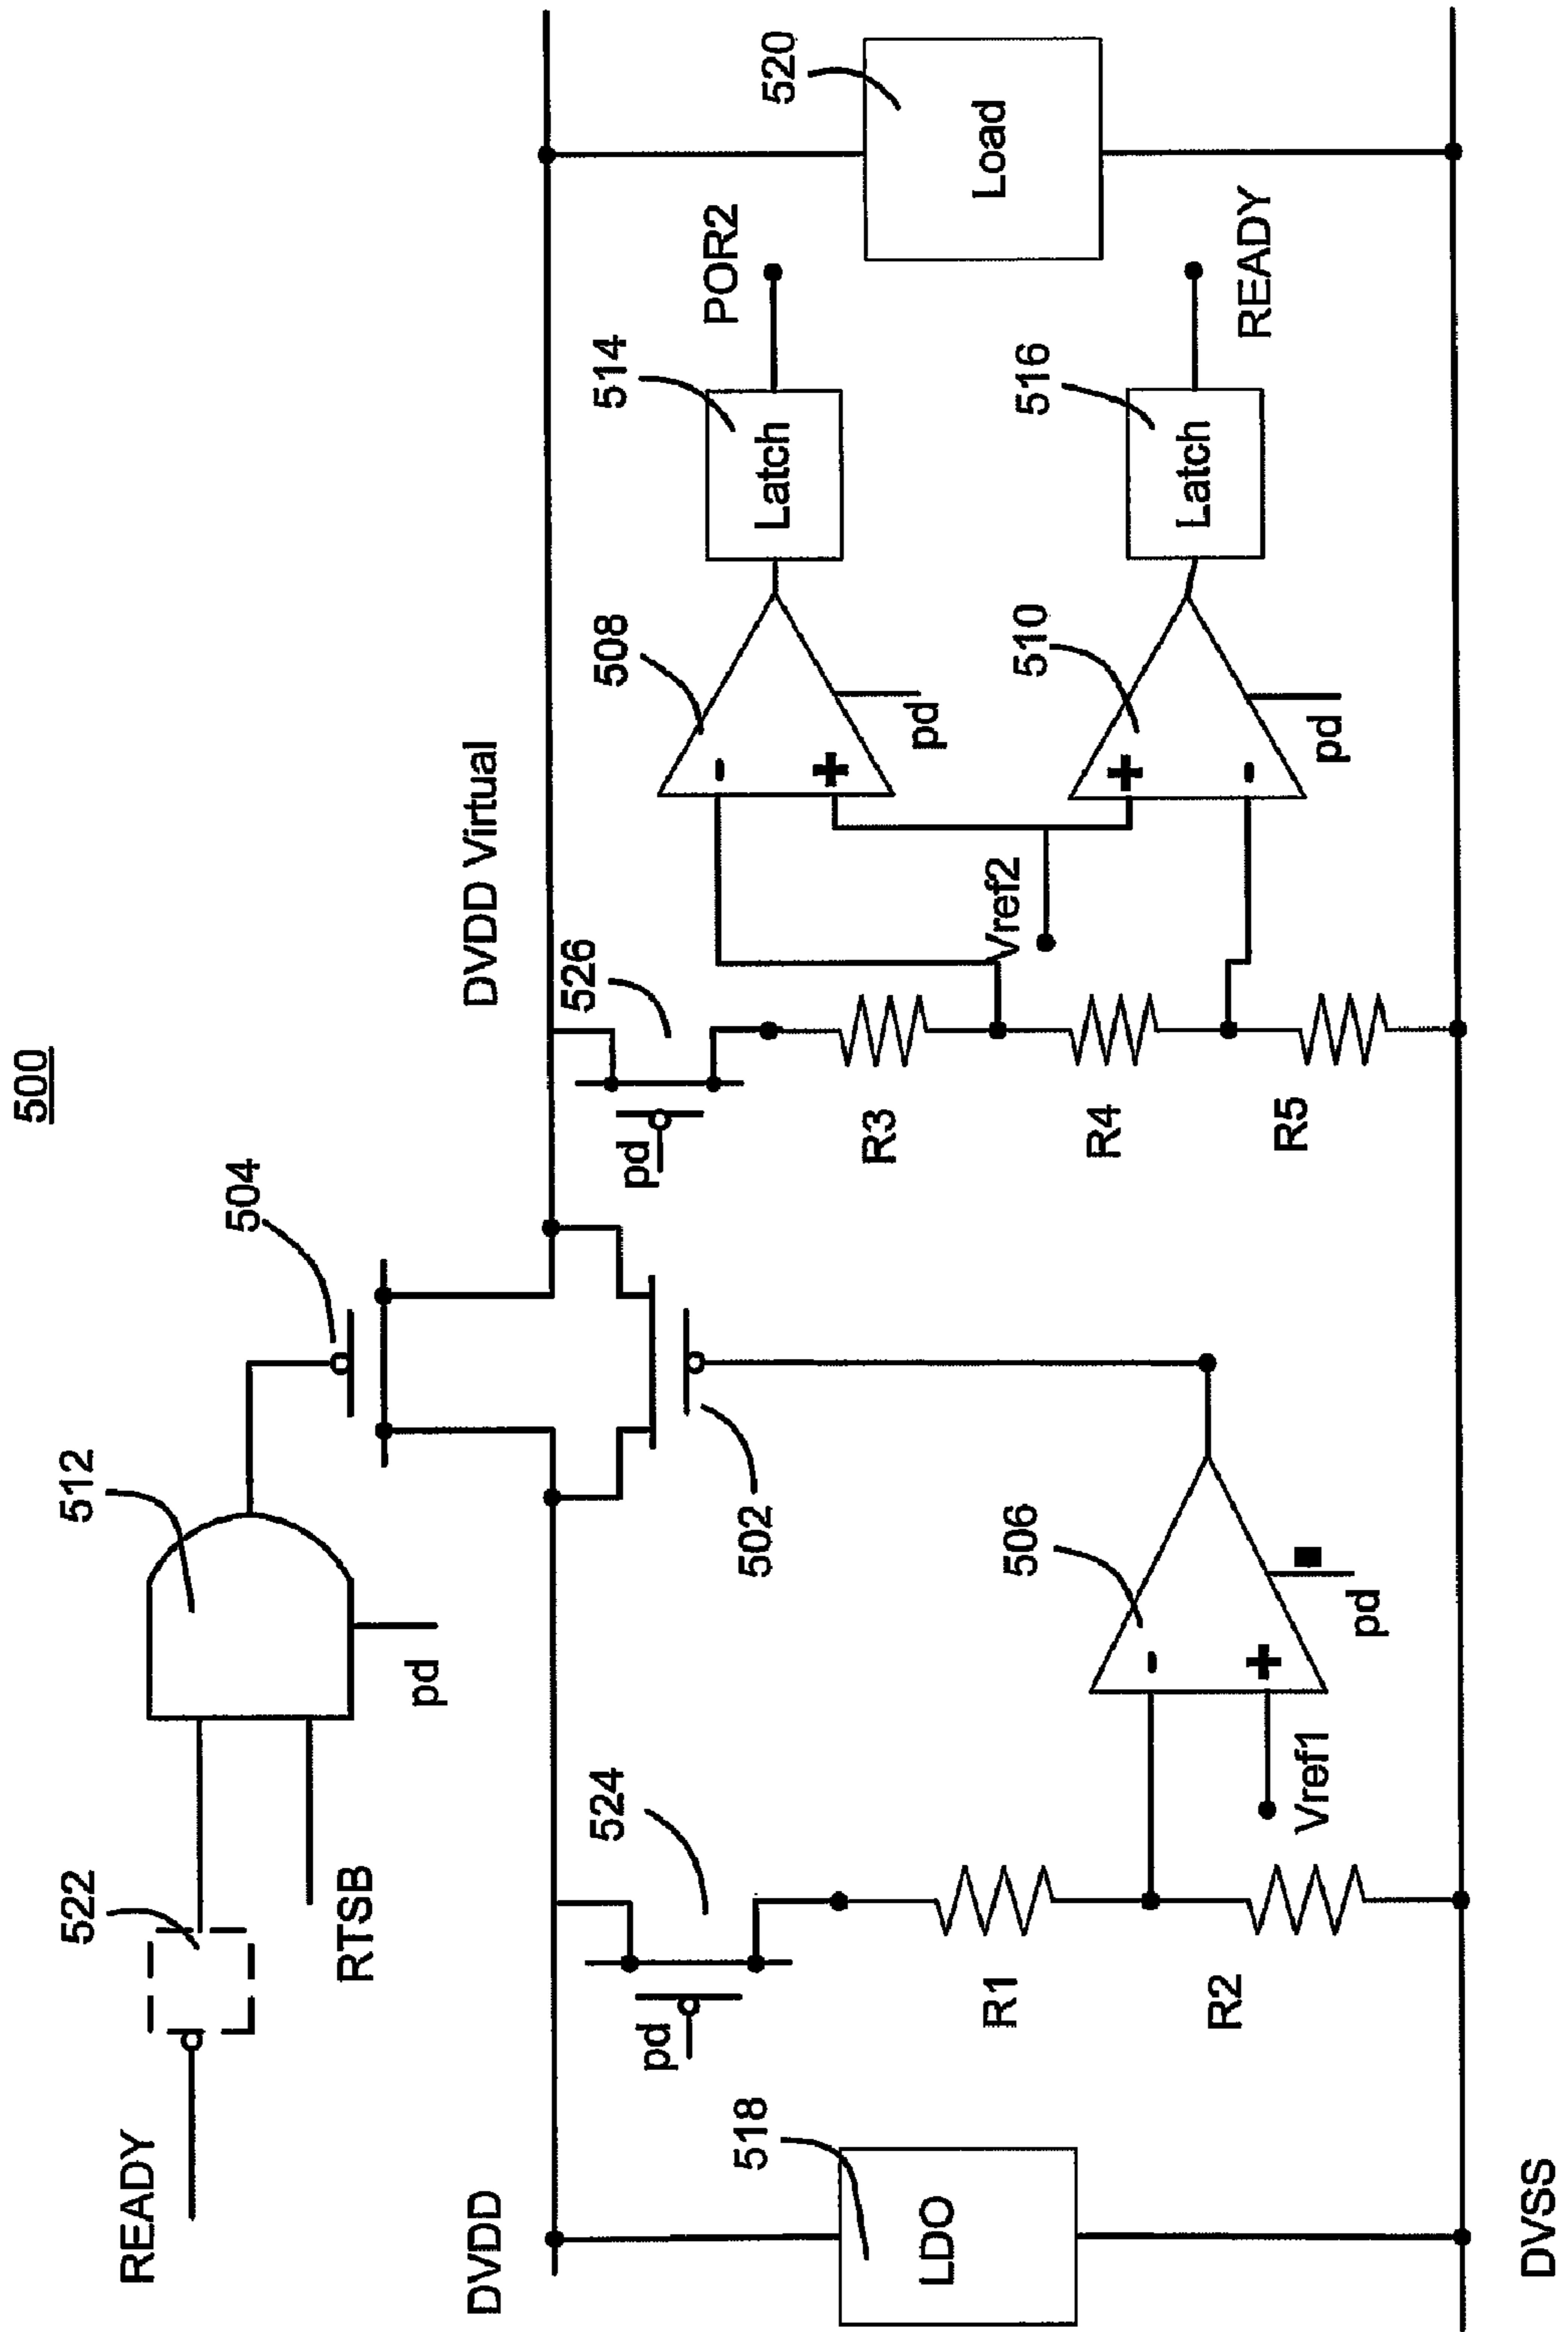 500
READY
522
RTSB
512
pd
504
DVDD
DVDD Virtual
518
LDO
524
pd
R1
R2
Vref1
-
+
506
pd
502
526
pd
R3
R4
R5
Vref2
-
+
508
pd
+
-
510
pd
514
Latch
POR2
516
Latch
READY
520
Load
DVSS